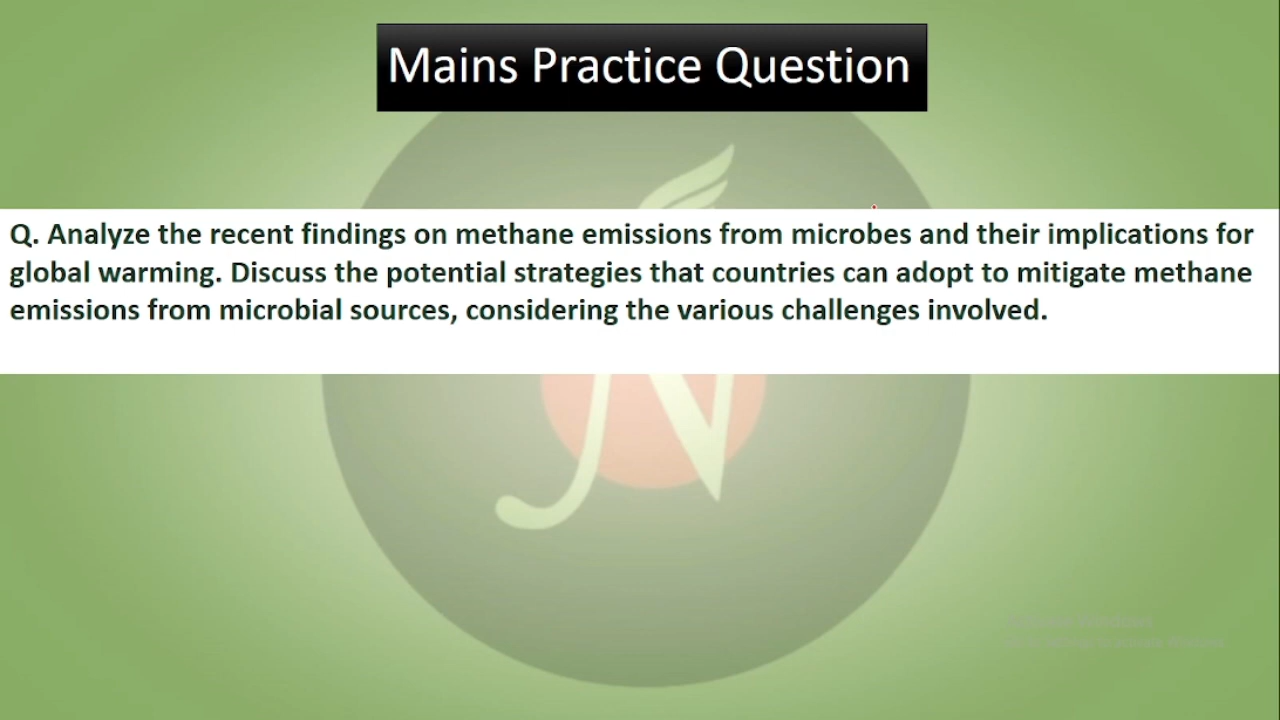 Mains Practice Question
Q. Analyze the recent findings on methane emissions from microbes and their implications for
global warming. Discuss the potential strategies that countries can adopt to mitigate methane
emissions from microbial sources, considering the various challenges involved.